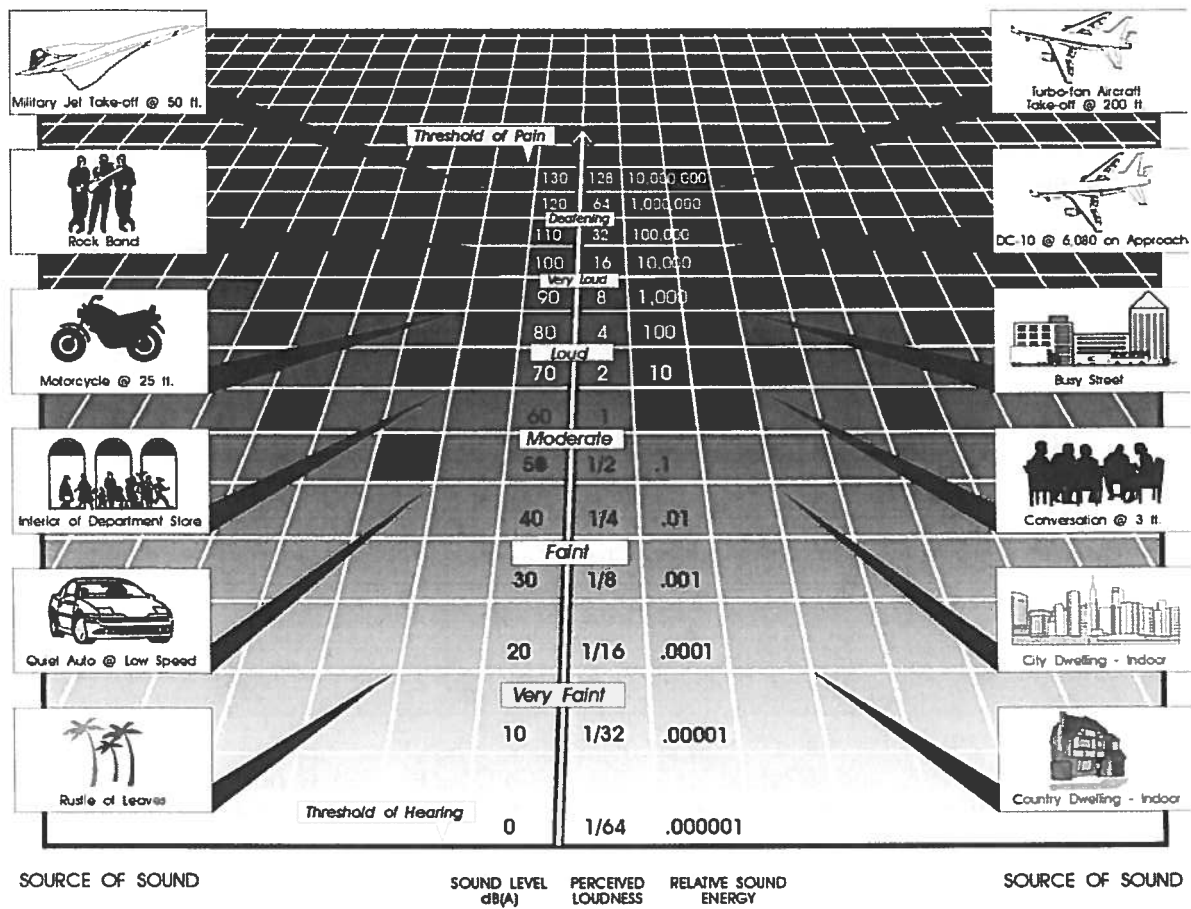 Military Jet Take-off @ 50 ft.
Turbo-fan Aircraft
Take-off @ 200 ft
Threshold of Pain
130 128 10,000,000
120 64 1,000,000
Deafening
110 32 100,000
Rock Band
DC-10 @ 6,080 on Approach
100 16 10,000
Very Loud
90 8 1,000
80 4 100
Loud
70 2 10
Motorcycle @ 25 ft.
Busy Street
60 1
Moderate
50 1/2 .1
Interior of Department Store
40 1/4 .01
Conversation @ 3 ft.
Faint
30 1/8 .001
20 1/16 .0001
Quiet Auto @ Low Speed
City Dwelling - Indoor
Very Faint
10 1/32 .00001
Rustle of Leaves
Country Dwelling - Indoor
Threshold of Hearing
0 1/64 .000001
SOURCE OF SOUND
SOUND LEVEL
dB(A)
PERCEIVED
LOUDNESS
RELATIVE SOUND
ENERGY
SOURCE OF SOUND